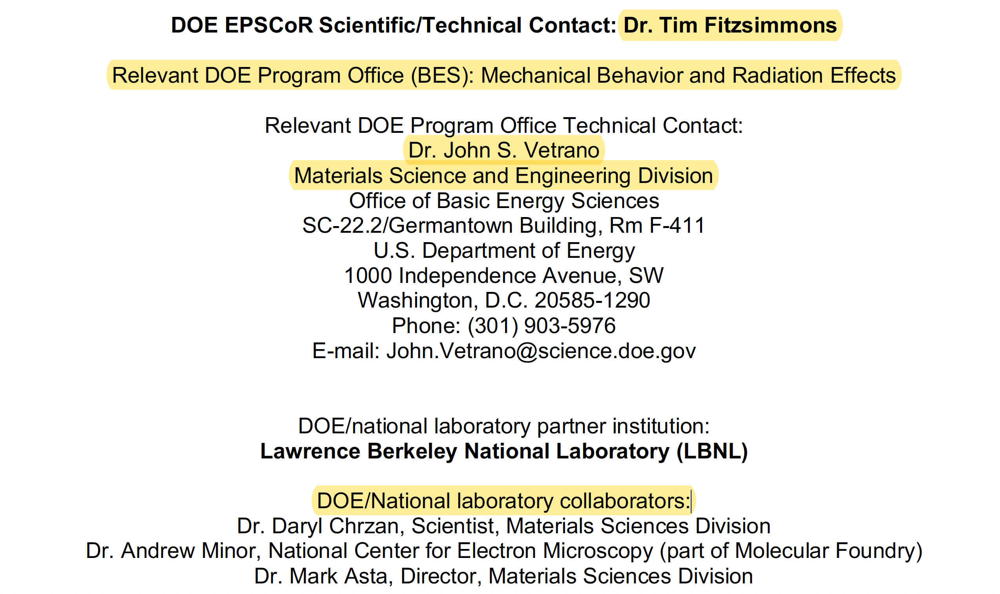 DOE EPSCoR Scientific/Technical Contact: Dr. Tim Fitzsimmons
Relevant DOE Program Office (BES): Mechanical Behavior and Radiation Effects
Relevant DOE Program Office Technical Contact:
Dr. John S. Vetrano
Materials Science and Engineering Division
Office of Basic Energy Sciences
SC-22.2/Germantown Building, Rm F-411
U.S. Department of Energy
1000 Independence Avenue, SW
Washington, D.C. 20585-1290
Phone: (301) 903-5976
E-mail: John.Vetrano@science.doe.gov
DOE/national laboratory partner institution:
Lawrence Berkeley National Laboratory (LBNL)
DOE/National laboratory collaborators:
Dr. Daryl Chrzan, Scientist, Materials Sciences Division
Dr. Andrew Minor, National Center for Electron Microscopy (part of Molecular Foundry)
Dr. Mark Asta, Director, Materials Sciences Division